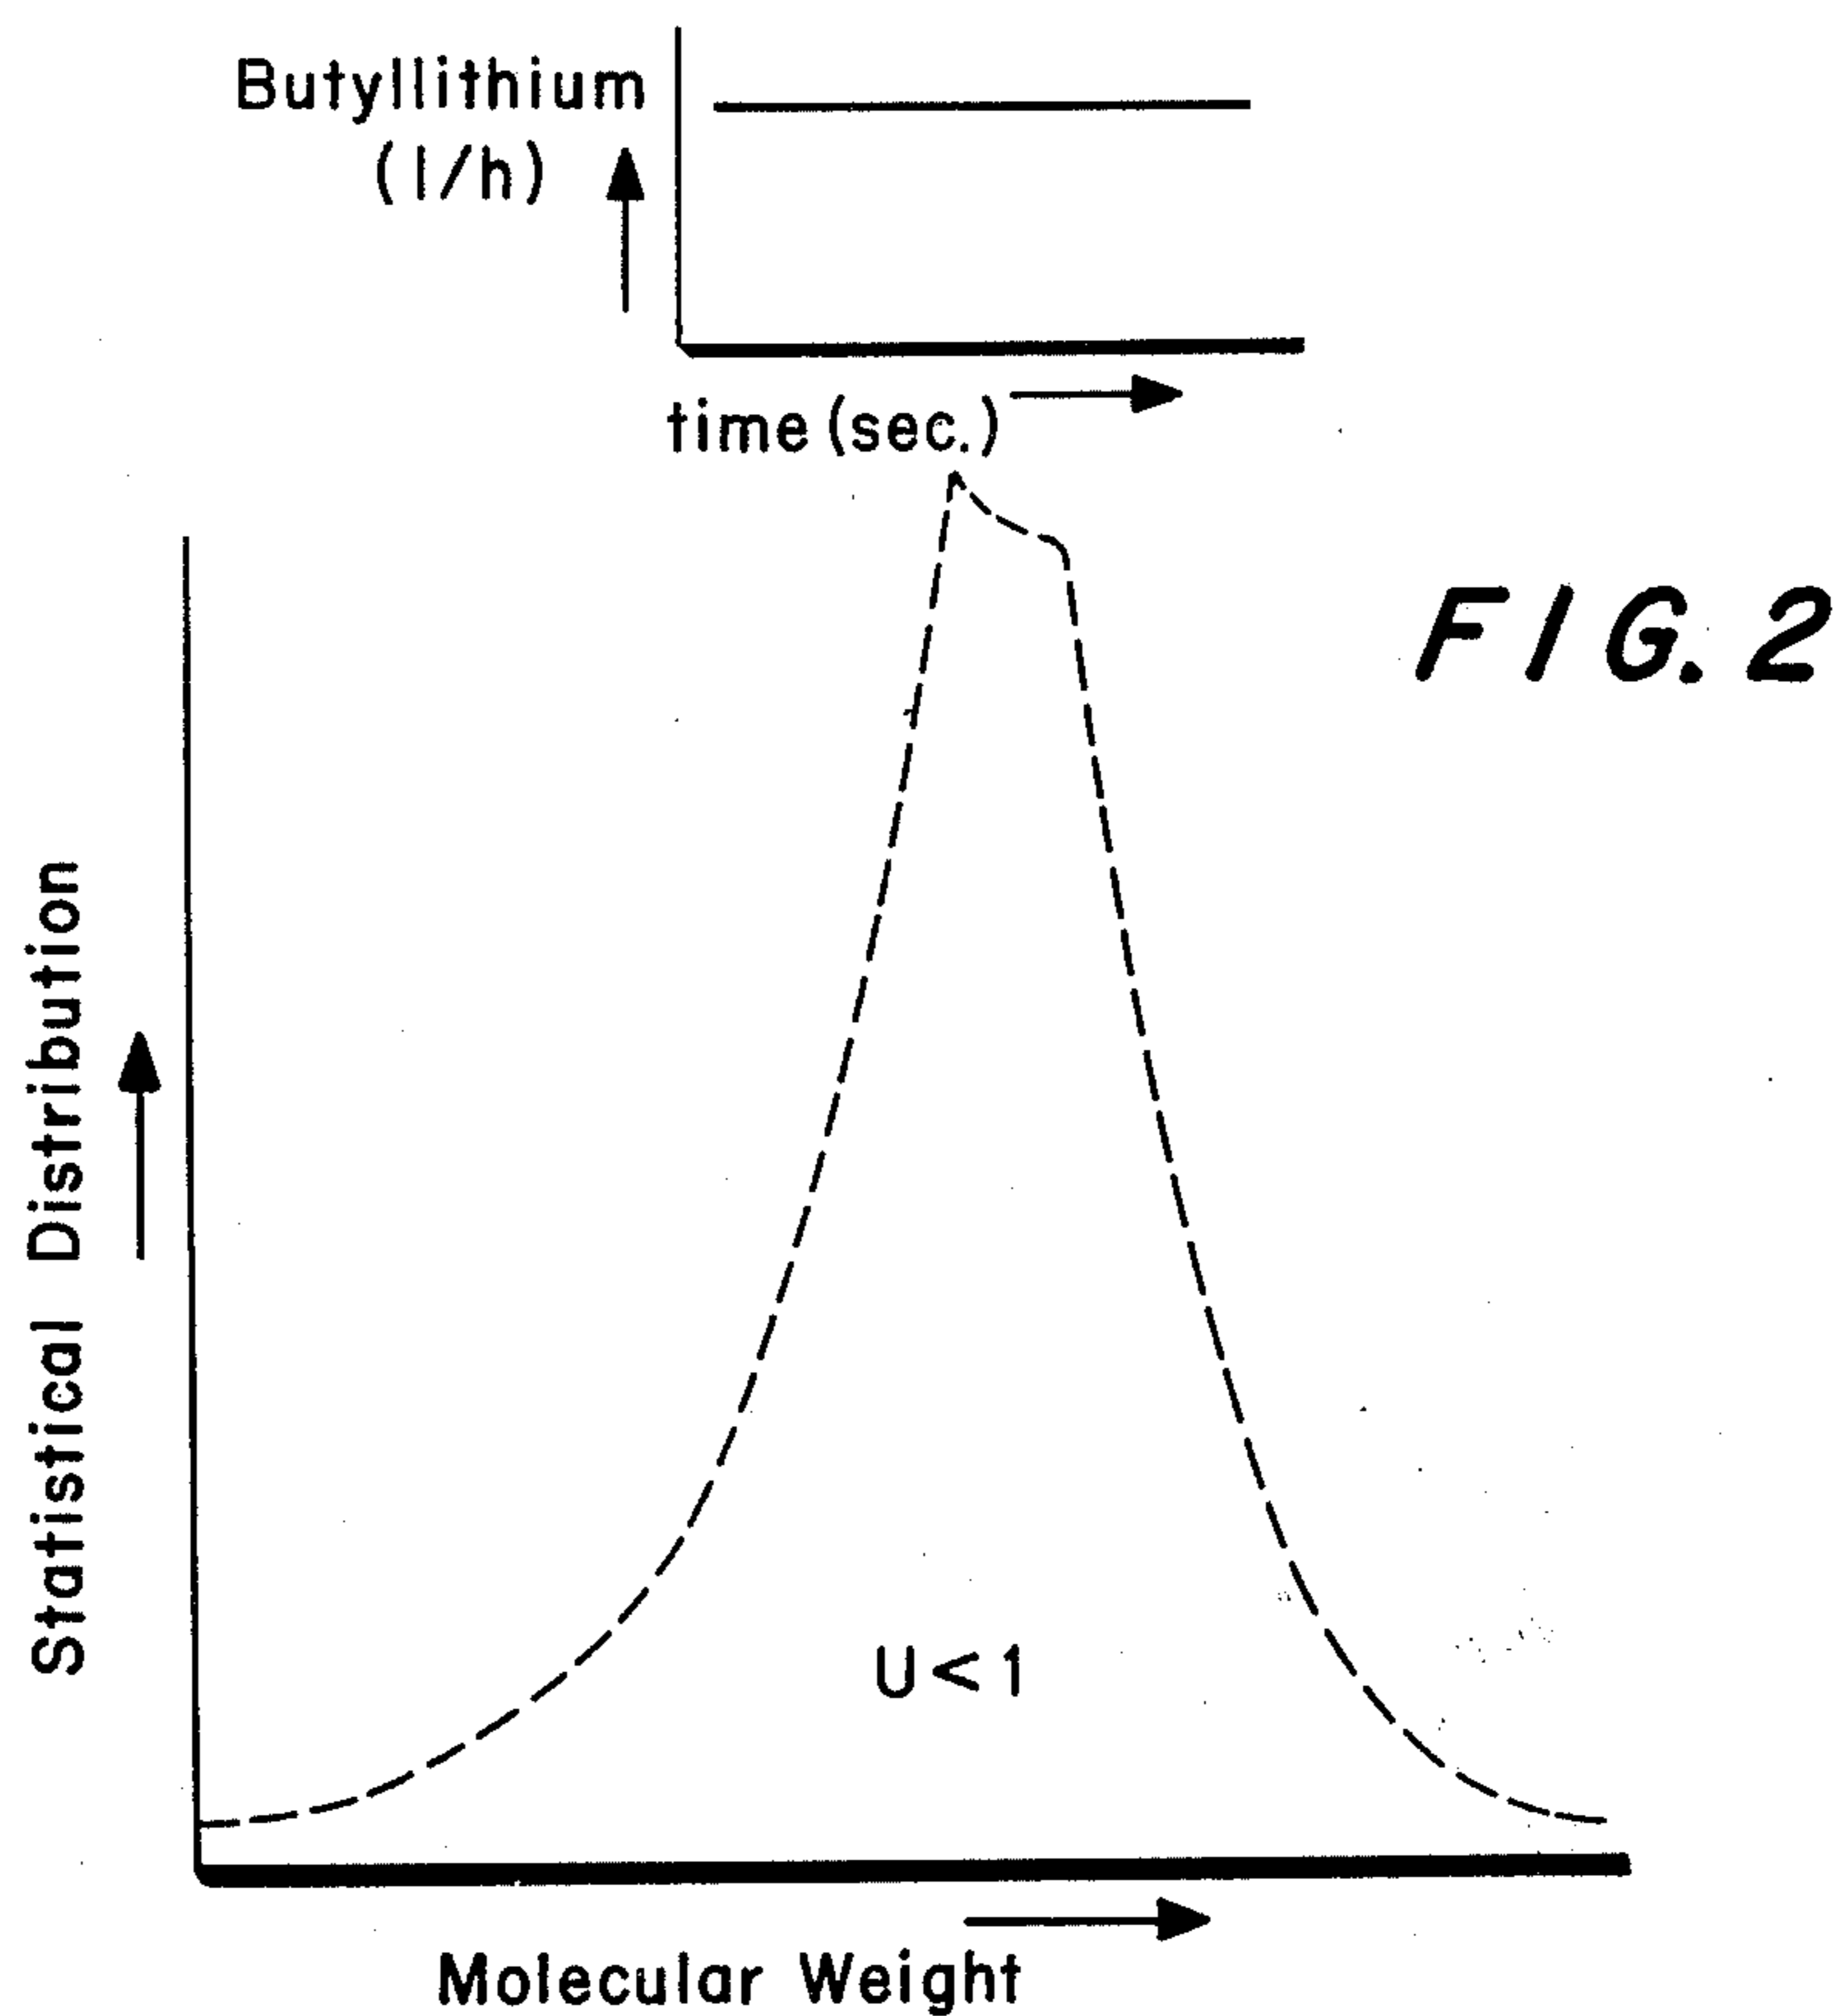 Butyllithium
(l/h)
time (sec.)
FIG. 2
Statistical Distribution
U<1
Molecular Weight